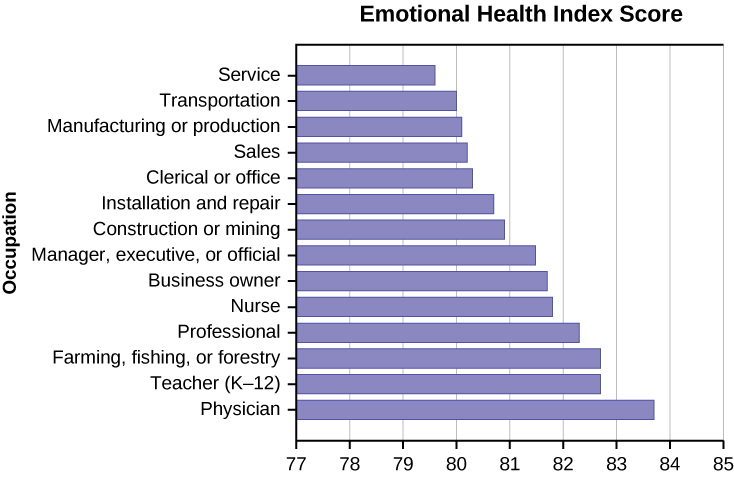 Emotional Health Index Score
Occupation
Service
Transportation
Manufacturing or production
Sales
Clerical or office
Installation and repair
Construction or mining
Manager, executive, or official
Business owner
Nurse
Professional
Farming, fishing, or forestry
Teacher (K–12)
Physician
77 78 79 80 81 82 83 84 85